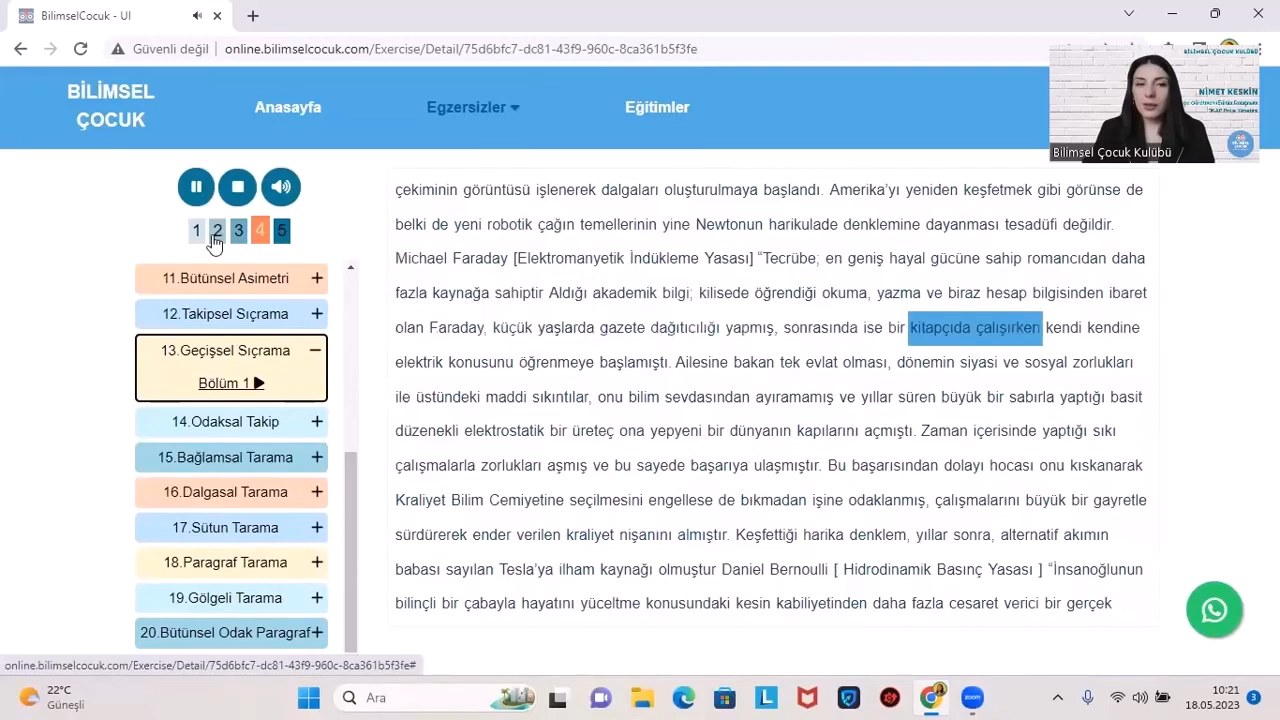 BilimselCocuk - UI
Güvenli değil
online.bilimselcocuk.com/Exercise/Detail/75d6bfc7-dc81-43f9-960c-8ca361b5f3fe
BİLİMSEL
ÇOCUK
Anasayfa
Egzersizler
Eğitimler
BİLİMSEL ÇOCUK KULÜBÜ
NİMET KESKİN
Bilimsel Çocuk Kulübü
1 2 3 4 5
11.Bütünsel Asimetri +
12.Takipsel Sıçrama +
13.Geçişsel Sıçrama −
Bölüm 1
14.Odaksal Takip +
15.Bağlamsal Tarama +
16.Dalgasal Tarama +
17.Sütun Tarama +
18.Paragraf Tarama +
19.Gölgeli Tarama +
20.Bütünsel Odak Paragraf+
çekiminin görüntüsü işlenerek dalgaları oluşturulmaya başlandı. Amerika’yı yeniden keşfetmek gibi görünse de
belki de yeni robotik çağın temellerinin yine Newtonun harikulade denklemine dayanması tesadüfi değildir.
Michael Faraday [Elektromanyetik İndükleme Yasası] “Tecrübe; en geniş hayal gücüne sahip romancıdan daha
fazla kaynağa sahiptir Aldığı akademik bilgi; kilisede öğrendiği okuma, yazma ve biraz hesap bilgisinden ibaret
olan Faraday, küçük yaşlarda gazete dağıtıcılığı yapmış, sonrasında ise bir kitapçıda çalışırken kendi kendine
elektrik konusunu öğrenmeye başlamıştı. Ailesine bakan tek evlat olması, dönemin siyasi ve sosyal zorlukları
ile üstündeki maddi sıkıntılar, onu bilim sevdasından ayıramamış ve yıllar süren büyük bir sabırla yaptığı basit
düzenekli elektrostatik bir üreteç ona yepyeni bir dünyanın kapılarını açmıştı. Zaman içerisinde yaptığı sıkı
çalışmalarla zorlukları aşmış ve bu sayede başarıya ulaşmıştır. Bu başarısından dolayı hocası onu kıskanarak
Kraliyet Bilim Cemiyetine seçilmesini engellese de bıkmadan işine odaklanmış, çalışmalarını büyük bir gayretle
sürdürerek ender verilen kraliyet nişanını almıştır. Keşfettiği harika denklem, yıllar sonra, alternatif akımın
babası sayılan Tesla’ya ilham kaynağı olmuştur Daniel Bernoulli [ Hidrodinamik Basınç Yasası ] “İnsanoğlunun
bilinçli bir çabayla hayatını yüceltme konusundaki kesin kabiliyetinden daha fazla cesaret verici bir gerçek
online.bilimselcocuk.com/Exercise/Detail/75d6bfc7-dc81-43f9-960c-8ca361b5f3fe#
22°C
Güneşli
Ara
10:21
18.05.2023
3